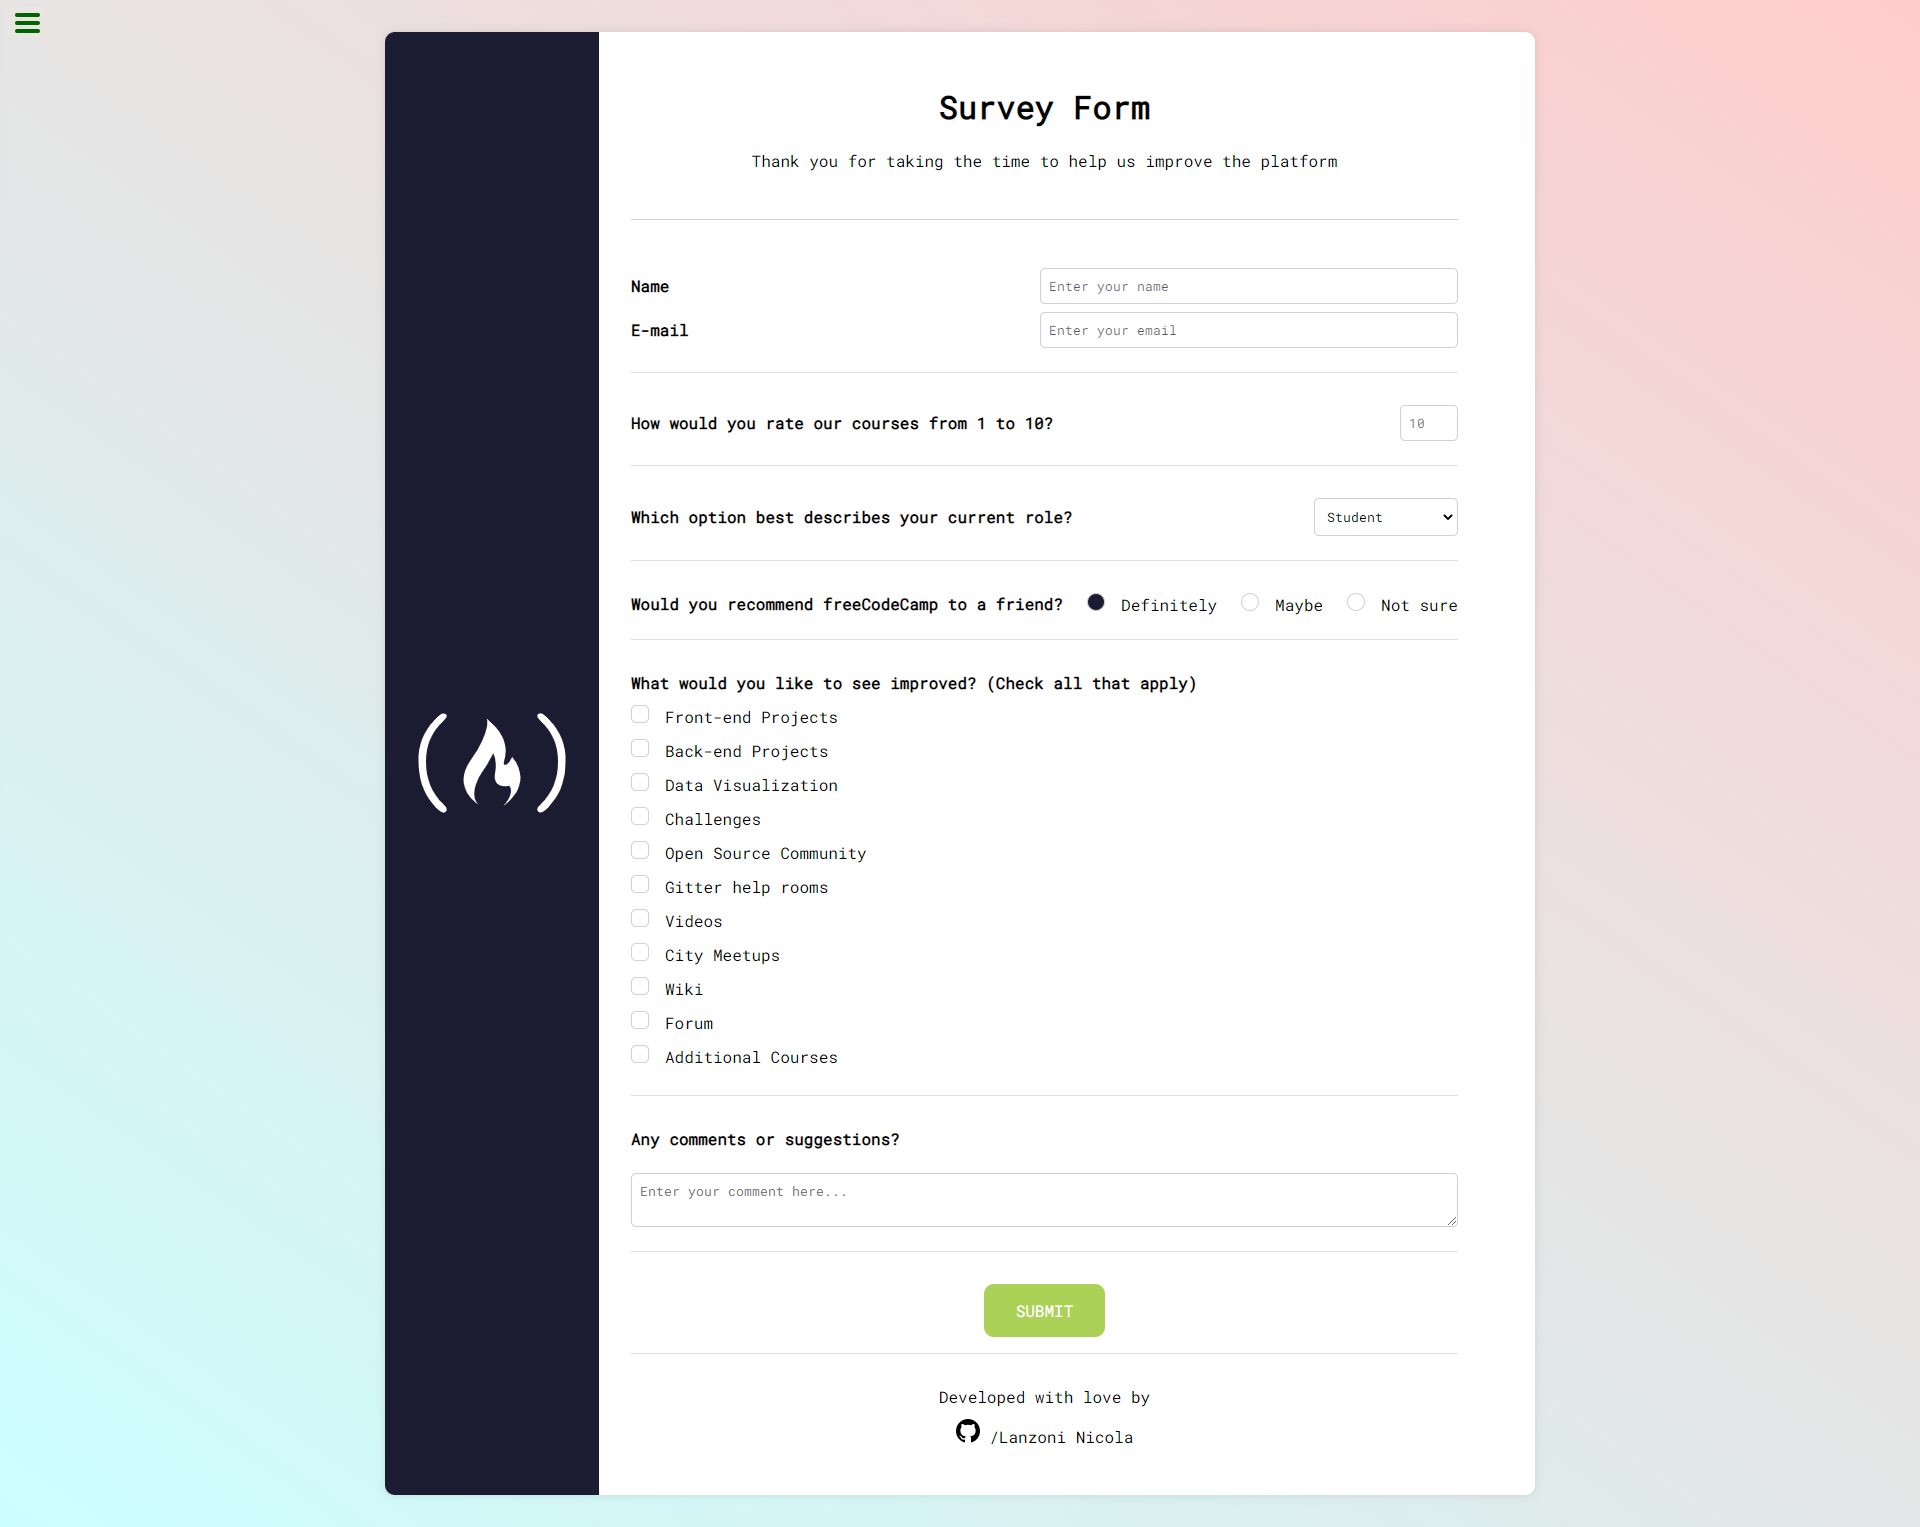 Survey Form
Thank you for taking the time to help us improve the platform
Name
Enter your name
E-mail
Enter your email
How would you rate our courses from 1 to 10?
10
Which option best describes your current role?
Student
Would you recommend freeCodeCamp to a friend? Definitely Maybe Not sure
What would you like to see improved? (Check all that apply)
Front-end Projects
Back-end Projects
Data Visualization
Challenges
Open Source Community
Gitter help rooms
Videos
City Meetups
Wiki
Forum
Additional Courses
Any comments or suggestions?
Enter your comment here...
SUBMIT
Developed with love by
/Lanzoni Nicola